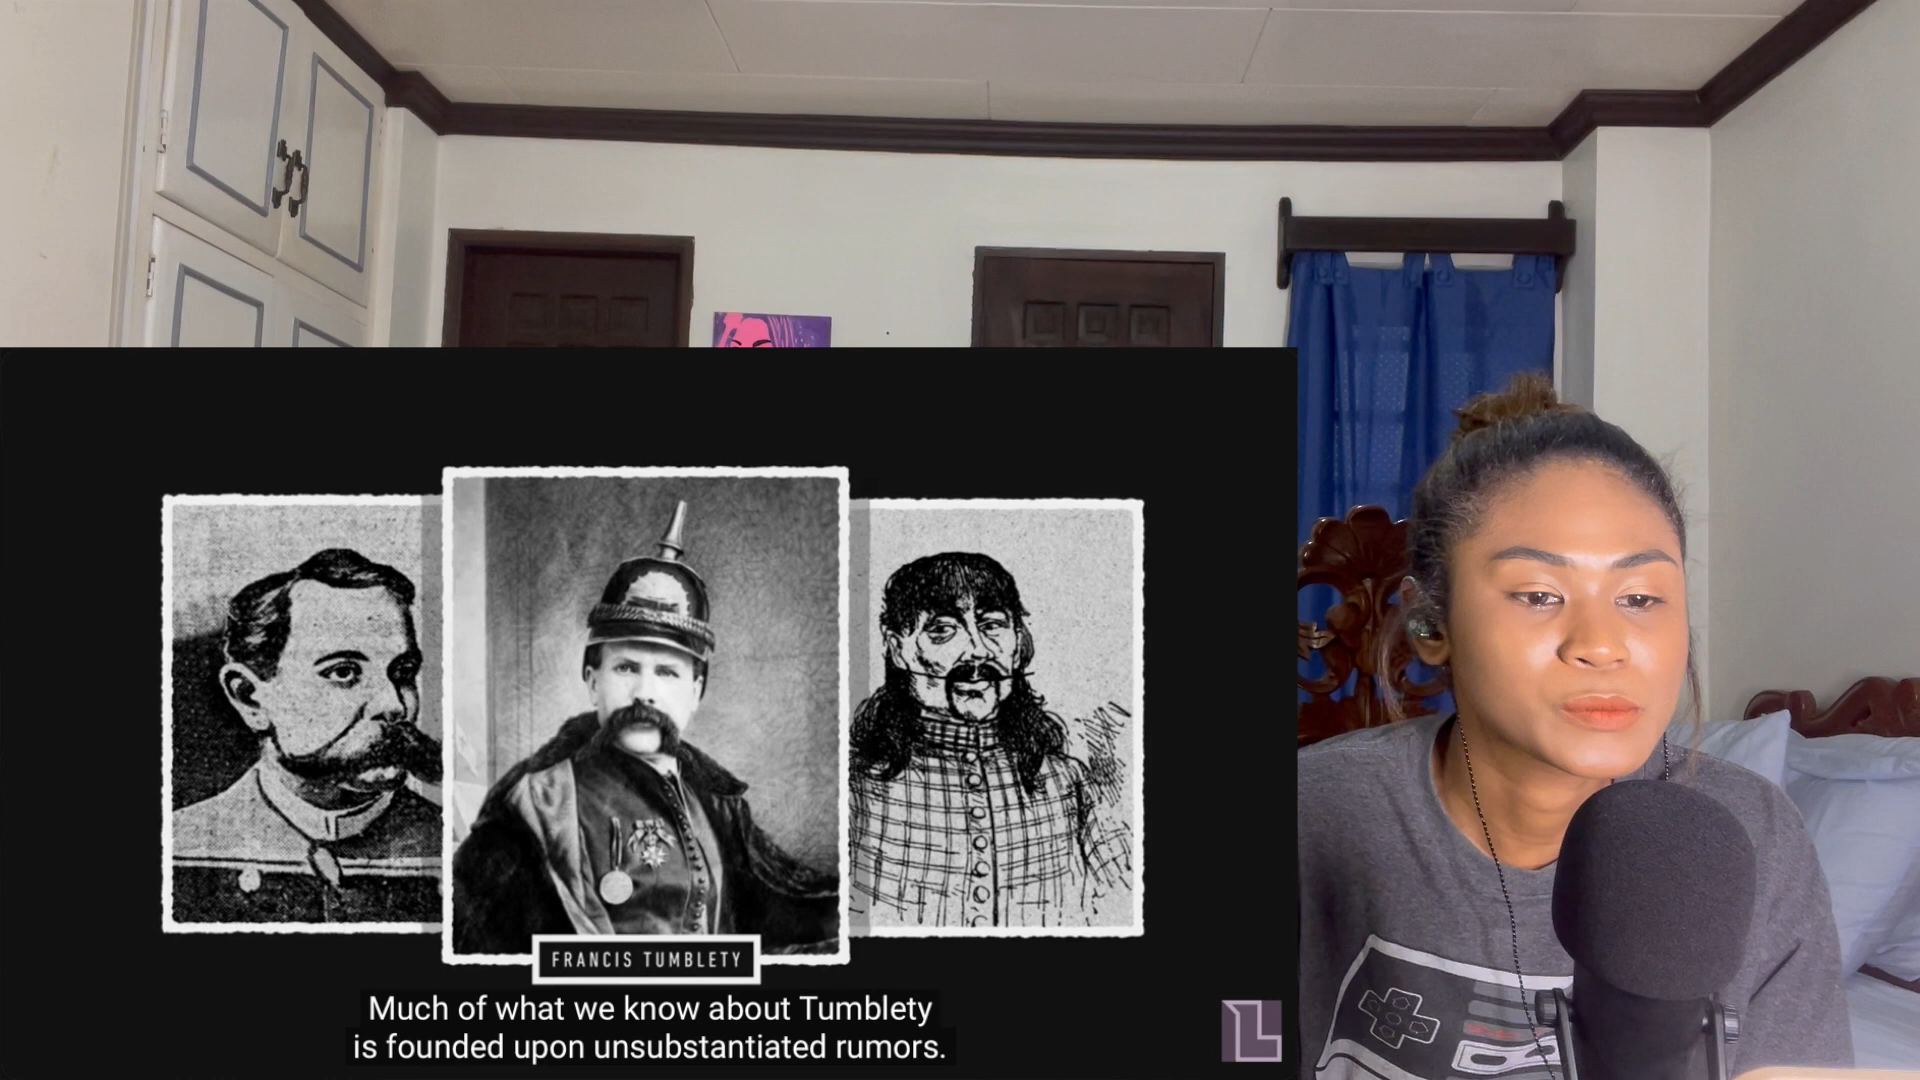 FRANCIS TUMBLETY
Much of what we know about Tumblety
is founded upon unsubstantiated rumors.